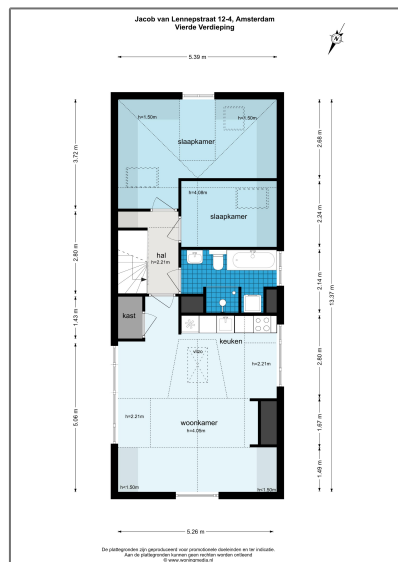 Jacob van Lennepstraat 12-4, Amsterdam
Vierde Verdieping
N
5.39 m
h=1.50m
h=1.50m
slaapkamer
3.72 m
2.68 m
h=4.09m
slaapkamer
2.24 m
2.80 m
hal
h=2.21m
2.14 m
13.37 m
1.43 m
kast
keuken
vlizo
h=2.21m
2.80 m
h=2.21m
woonkamer
h=4.09m
5.06 m
1.67 m
1.49 m
h=1.50m
h=1.50m
5.26 m
De plattegronden zijn geproduceerd voor promotionele doeleinden en ter indicatie.
Aan de plattegronden kunnen geen rechten worden ontleend
© www.woningmedia.nl